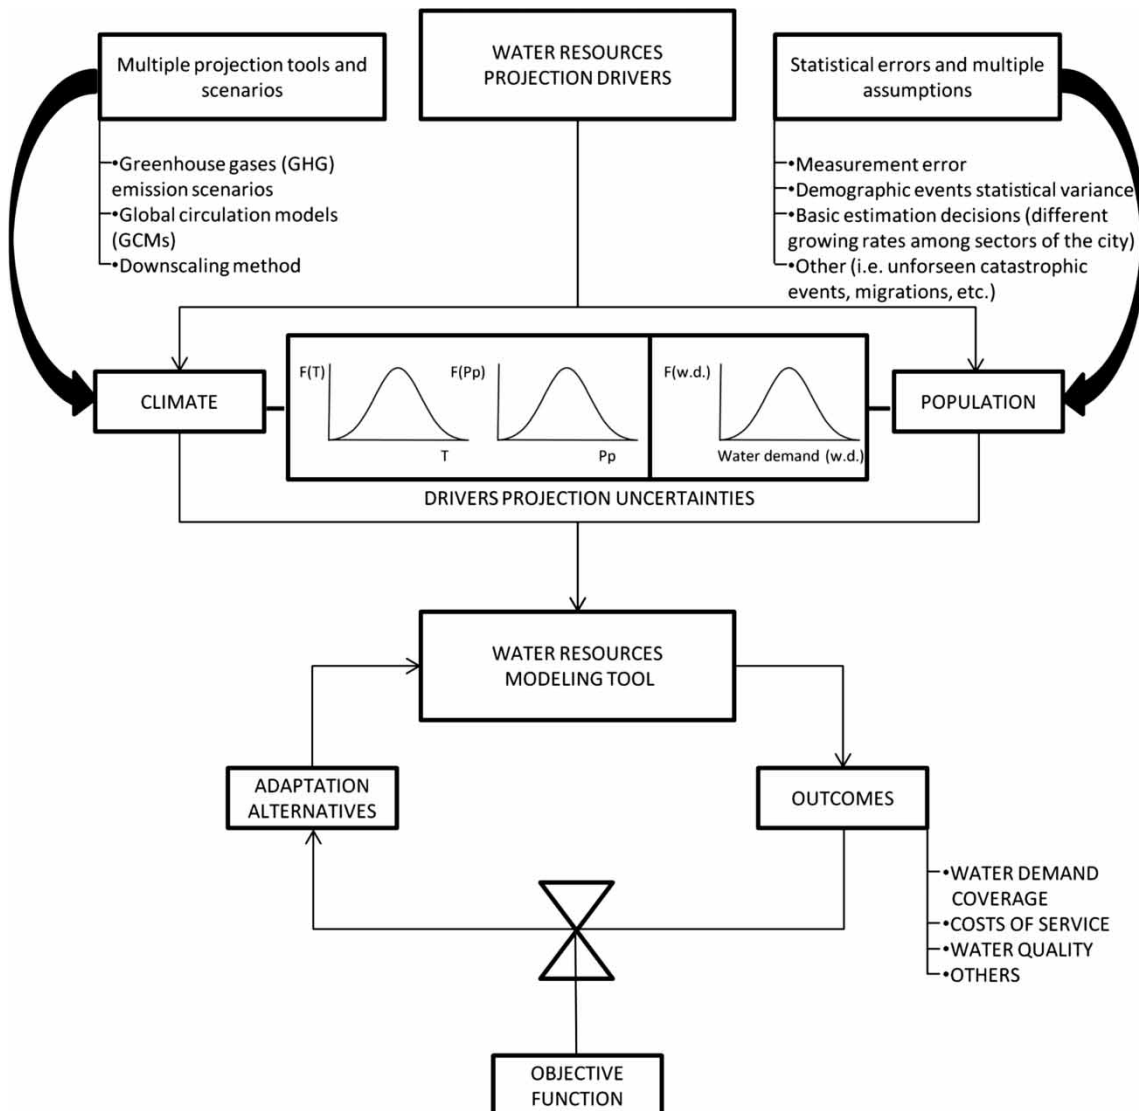 Multiple projection tools and
scenarios
WATER RESOURCES
PROJECTION DRIVERS
Statistical errors and multiple
assumptions
•Greenhouse gases (GHG)
emission scenarios
•Global circulation models
(GCMs)
•Downscaling method
•Measurement error
•Demographic events statistical variance
•Basic estimation decisions (different
growing rates among sectors of the city)
•Other (i.e. unforseen catastrophic
events, migrations, etc.)
CLIMATE
F(T)
T
F(Pp)
Pp
F(w.d.)
Water demand (w.d.)
POPULATION
DRIVERS PROJECTION UNCERTAINTIES
WATER RESOURCES
MODELING TOOL
ADAPTATION
ALTERNATIVES
OUTCOMES
•WATER DEMAND
COVERAGE
•COSTS OF SERVICE
•WATER QUALITY
•OTHERS
OBJECTIVE
FUNCTION